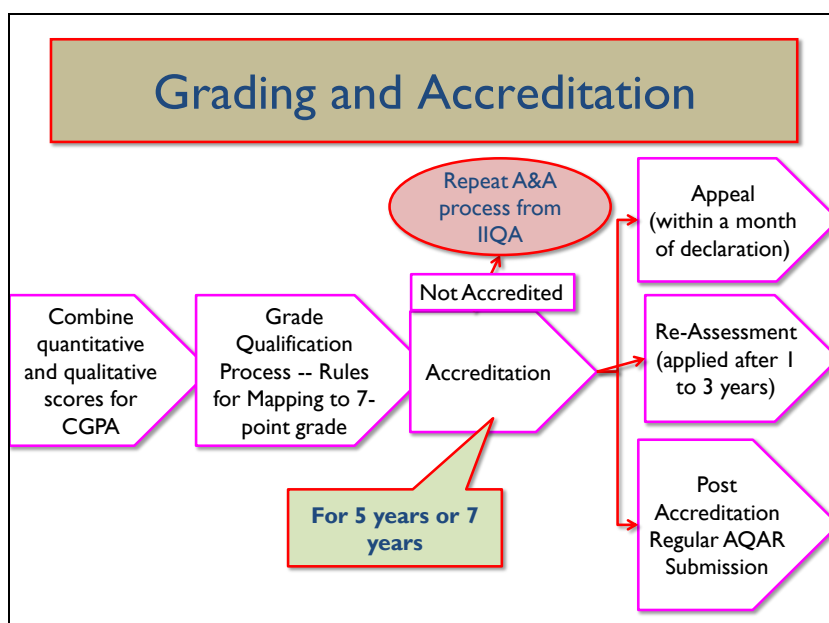 Grading and Accreditation
Repeat A&A
process from
IIQA
Not Accredited
Combine
quantitative
and qualitative
scores for
CGPA
Grade
Qualification
Process -- Rules
for Mapping to 7-
point grade
Accreditation
For 5 years or 7
years
Appeal
(within a month
of declaration)
Re-Assessment
(applied after 1
to 3 years)
Post
Accreditation
Regular AQAR
Submission